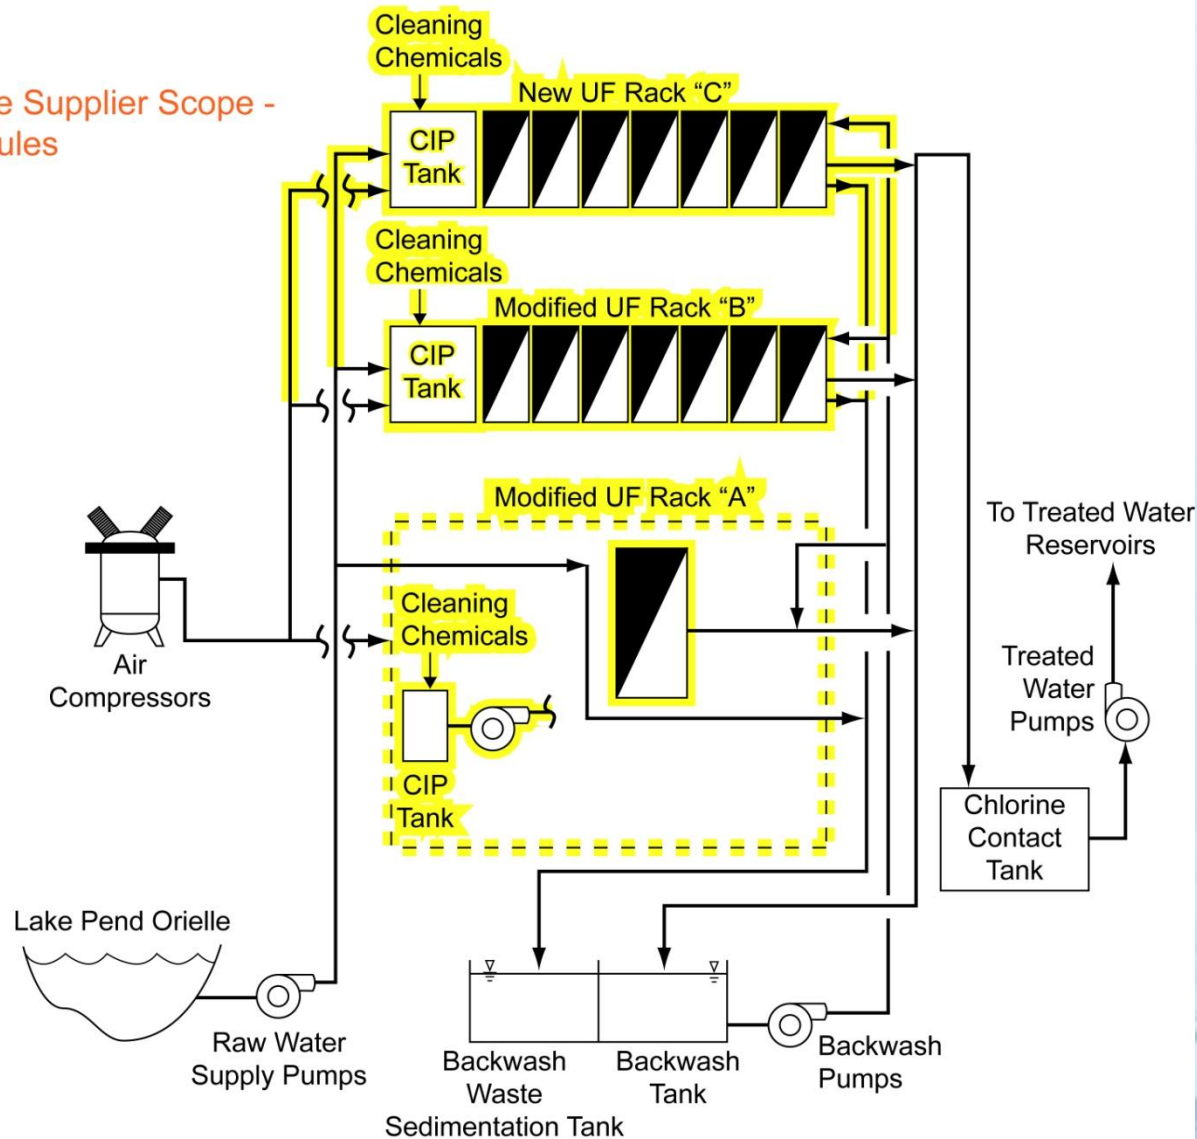 Cleaning
Chemicals
New UF Rack "C"
Supplier Scope -
CIP
Tank
Cleaning
Chemicals
Modified UF Rack "B"
CIP
Tank
Modified UF Rack "A"
To Treated Water
Reservoirs
Cleaning
Chemicals
Air
Compressors
Treated
Water
Pumps
CIP
Tank
Chlorine
Contact
Tank
Lake Pend Orielle
Raw Water
Supply Pumps
Backwash
Waste
Sedimentation Tank
Backwash
Tank
Backwash
Pumps